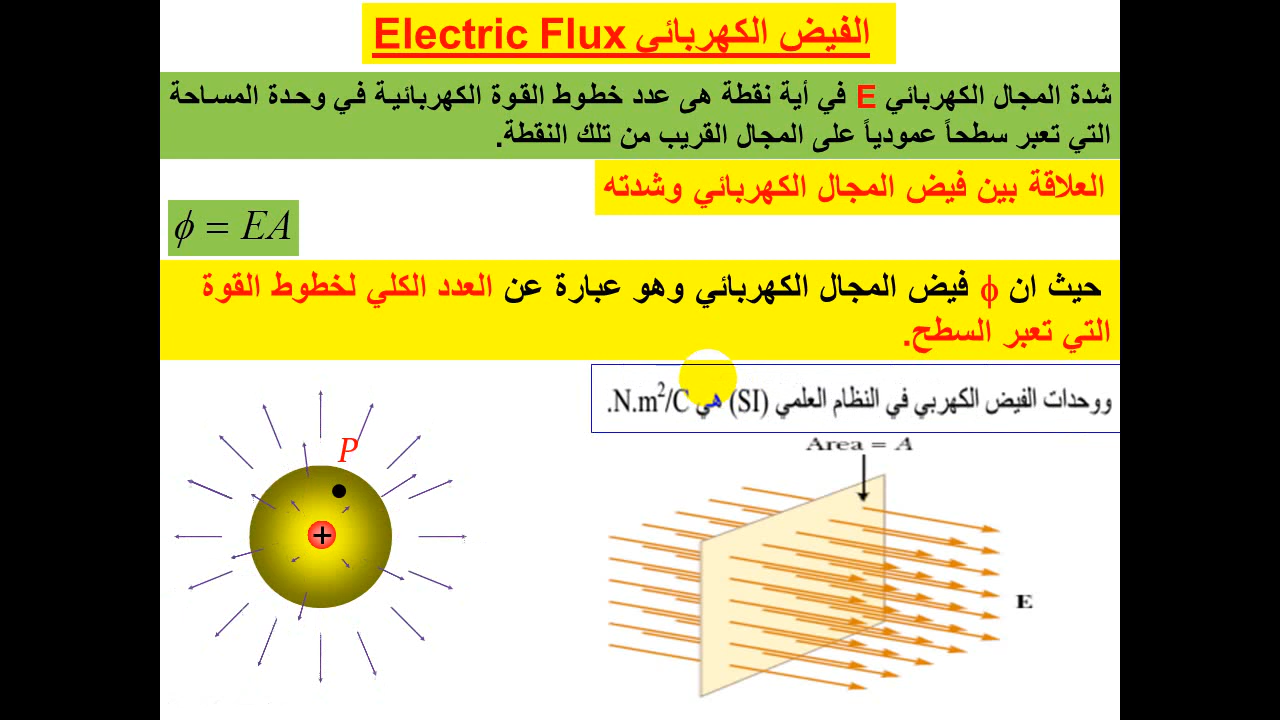 الفيض الكهربائى Electric Flux
شدة المجال الكهربائي E في أية نقطة هى عدد خطوط القوة الكهربائية في وحدة المساحة
التي تعبر سطحاً عمودياً على المجال القريب من تلك النقطة.
العلاقة بين فيض المجال الكهربائي وشدته
ϕ = EA
حيث ان ϕ فيض المجال الكهربائي وهو عبارة عن العدد الكلي لخطوط القوة
التي تعبر السطح.
ووحدات الفيض الكهربي في النظام العلمي (SI) هي N.m²/C.
Area = A
P
+
E